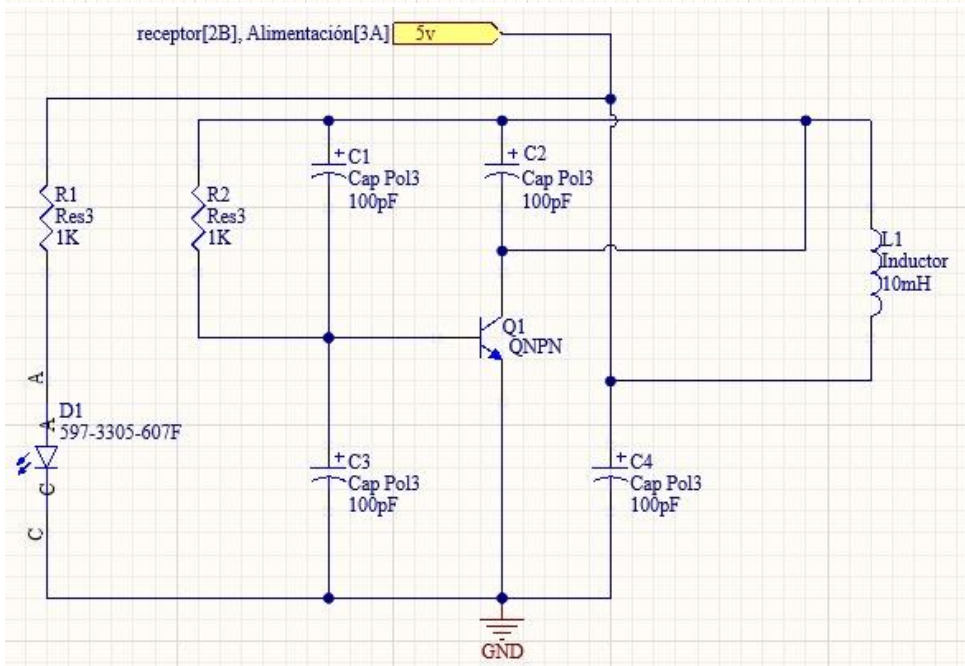 receptor[2B], Alimentación[3A] 5v
C1
Cap Pol3
100pF
C2
Cap Pol3
100pF
R1
Res3
1K
R2
Res3
1K
L1
Inductor
10mH
Q1
QNPN
A
A
D1
597-3305-607F
C
C
C3
Cap Pol3
100pF
C4
Cap Pol3
100pF
GND